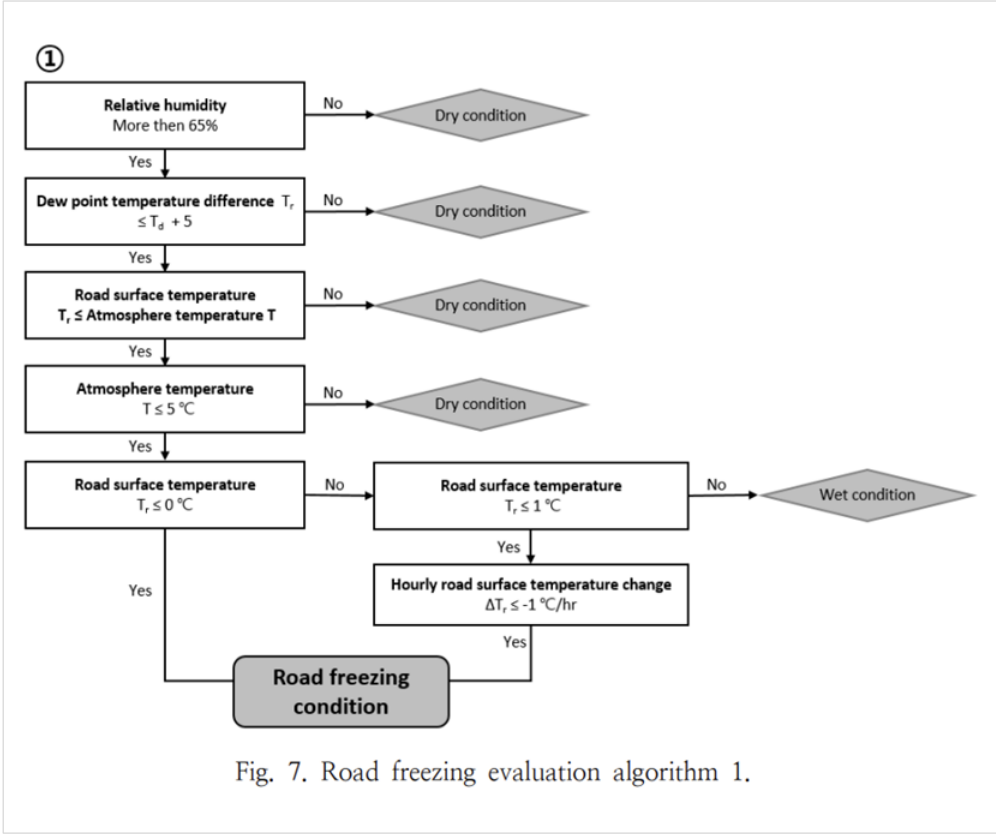 ①
Relative humidity
More then 65%
No
Dry condition
Yes
Dew point temperature difference Tr
≤ Td + 5
No
Dry condition
Yes
Road surface temperature
Tr ≤ Atmosphere temperature T
No
Dry condition
Yes
Atmosphere temperature
T ≤ 5 ℃
No
Dry condition
Yes
Road surface temperature
Tr ≤ 0 ℃
No
Road surface temperature
Tr ≤ 1 ℃
No
Wet condition
Yes
Yes
Hourly road surface temperature change
ΔTr ≤ -1 ℃/hr
Yes
Road freezing
condition
Fig. 7. Road freezing evaluation algorithm 1.